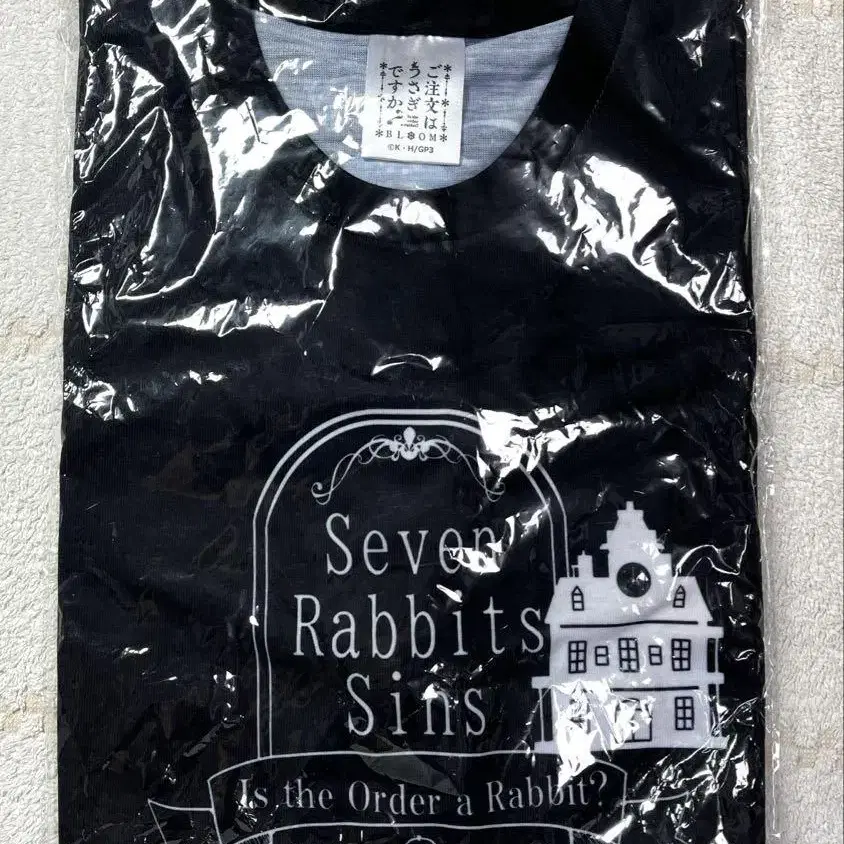 ご注文は
うさぎ
ですか?
BLOOM
©K・H/GP3
Seven
Rabbits
Sins
Is the Order a Rabbit?